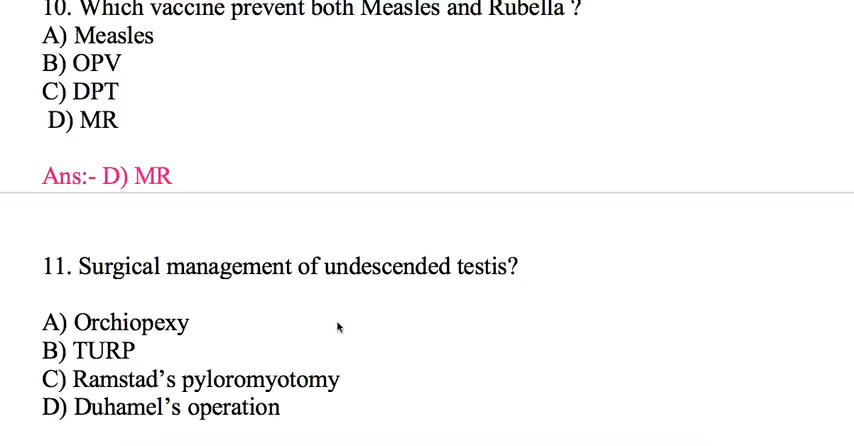 10. Which vaccine prevent both Measles and Rubella ?
A) Measles
B) OPV
C) DPT
D) MR
Ans:- D) MR
11. Surgical management of undescended testis?
A) Orchiopexy
B) TURP
C) Ramstad’s pyloromyotomy
D) Duhamel’s operation